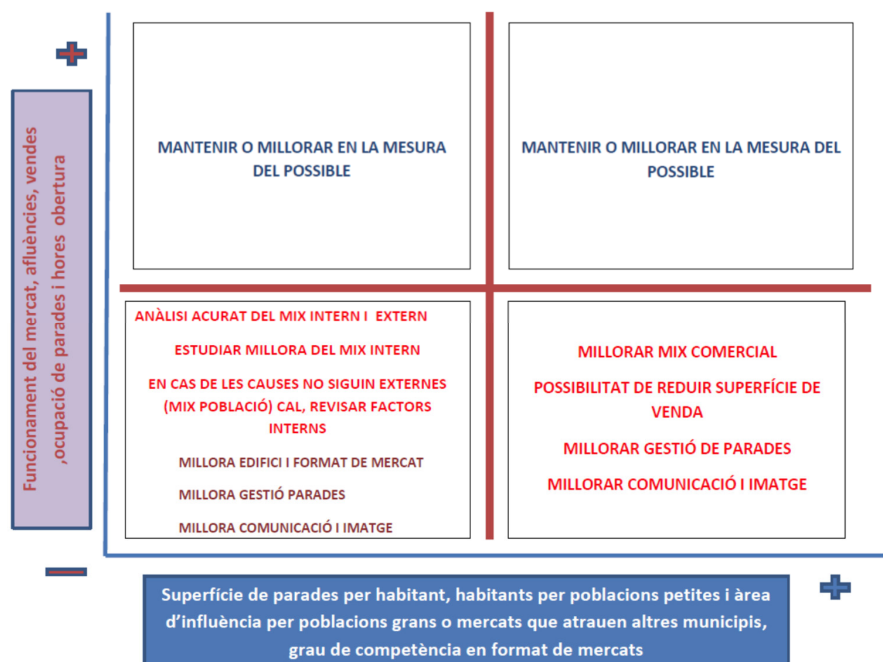 Funcionament del mercat, afluències, vendes
,ocupació de parades i hores obertura
MANTENIR O MILLORAR EN LA MESURA
DEL POSSIBLE
MANTENIR O MILLORAR EN LA MESURA DEL
POSSIBLE
ANÀLISI ACURAT DEL MIX INTERN I EXTERN
ESTUDIAR MILLORA DEL MIX INTERN
EN CAS DE LES CAUSES NO SIGUIN EXTERNES
(MIX POBLACIÓ) CAL, REVISAR FACTORS
INTERNS
MILLORA EDIFICI I FORMAT DE MERCAT
MILLORA GESTIÓ PARADES
MILLORA COMUNICACIÓ I IMATGE
MILLORAR MIX COMERCIAL
POSSIBILITAT DE REDUIR SUPERFÍCIE DE
VENDA
MILLORAR GESTIÓ DE PARADES
MILLORAR COMUNICACIÓ I IMATGE
Superfície de parades per habitant, habitants per poblacions petites i àrea
d'influència per poblacions grans o mercats que atrauen altres municipis,
grau de competència en format de mercats